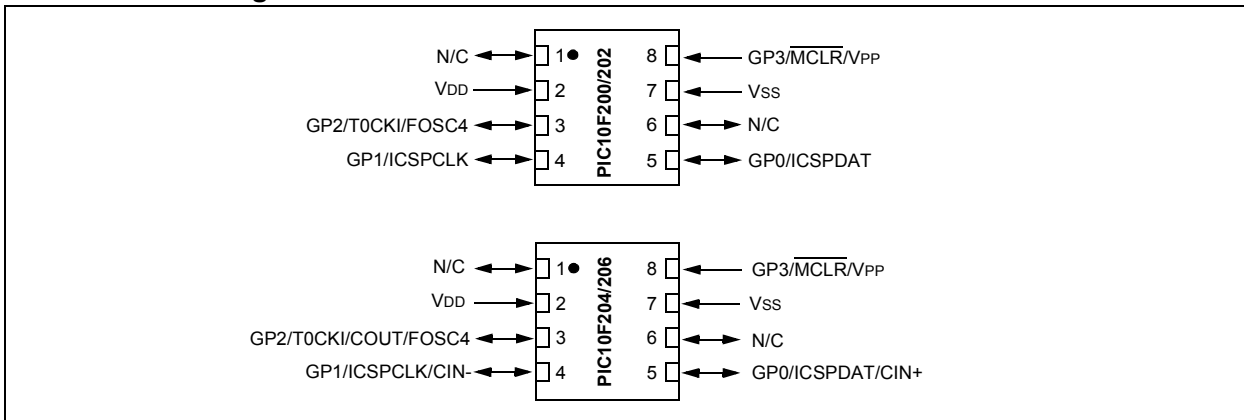 N/C 1 8 GP3/MCLR/VPP
VDD 2 7 VSS
GP2/T0CKI/FOSC4 3 6 N/C
GP1/ICSPCLK 4 5 GP0/ICSPDAT
PIC10F200/202
N/C 1 8 GP3/MCLR/VPP
VDD 2 7 VSS
GP2/T0CKI/COUT/FOSC4 3 6 N/C
GP1/ICSPCLK/CIN- 4 5 GP0/ICSPDAT/CIN+
PIC10F204/206